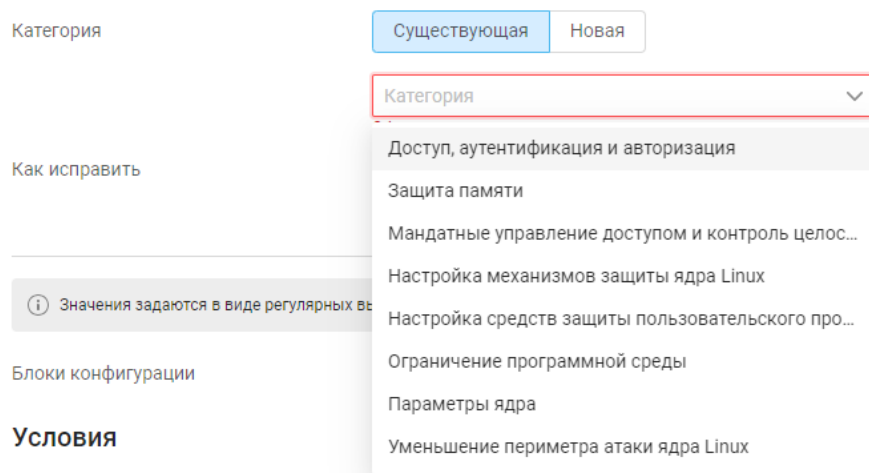 Категория
Существующая Новая
Категория
Доступ, аутентификация и авторизация
Как исправить
Защита памяти
Мандатные управление доступом и контроль целос...
Настройка механизмов защиты ядра Linux
Значения задаются в виде регулярных
Настройка средств защиты пользовательского про...
Ограничение программной среды
Блоки конфигурации
Параметры ядра
Условия
Уменьшение периметра атаки ядра Linux